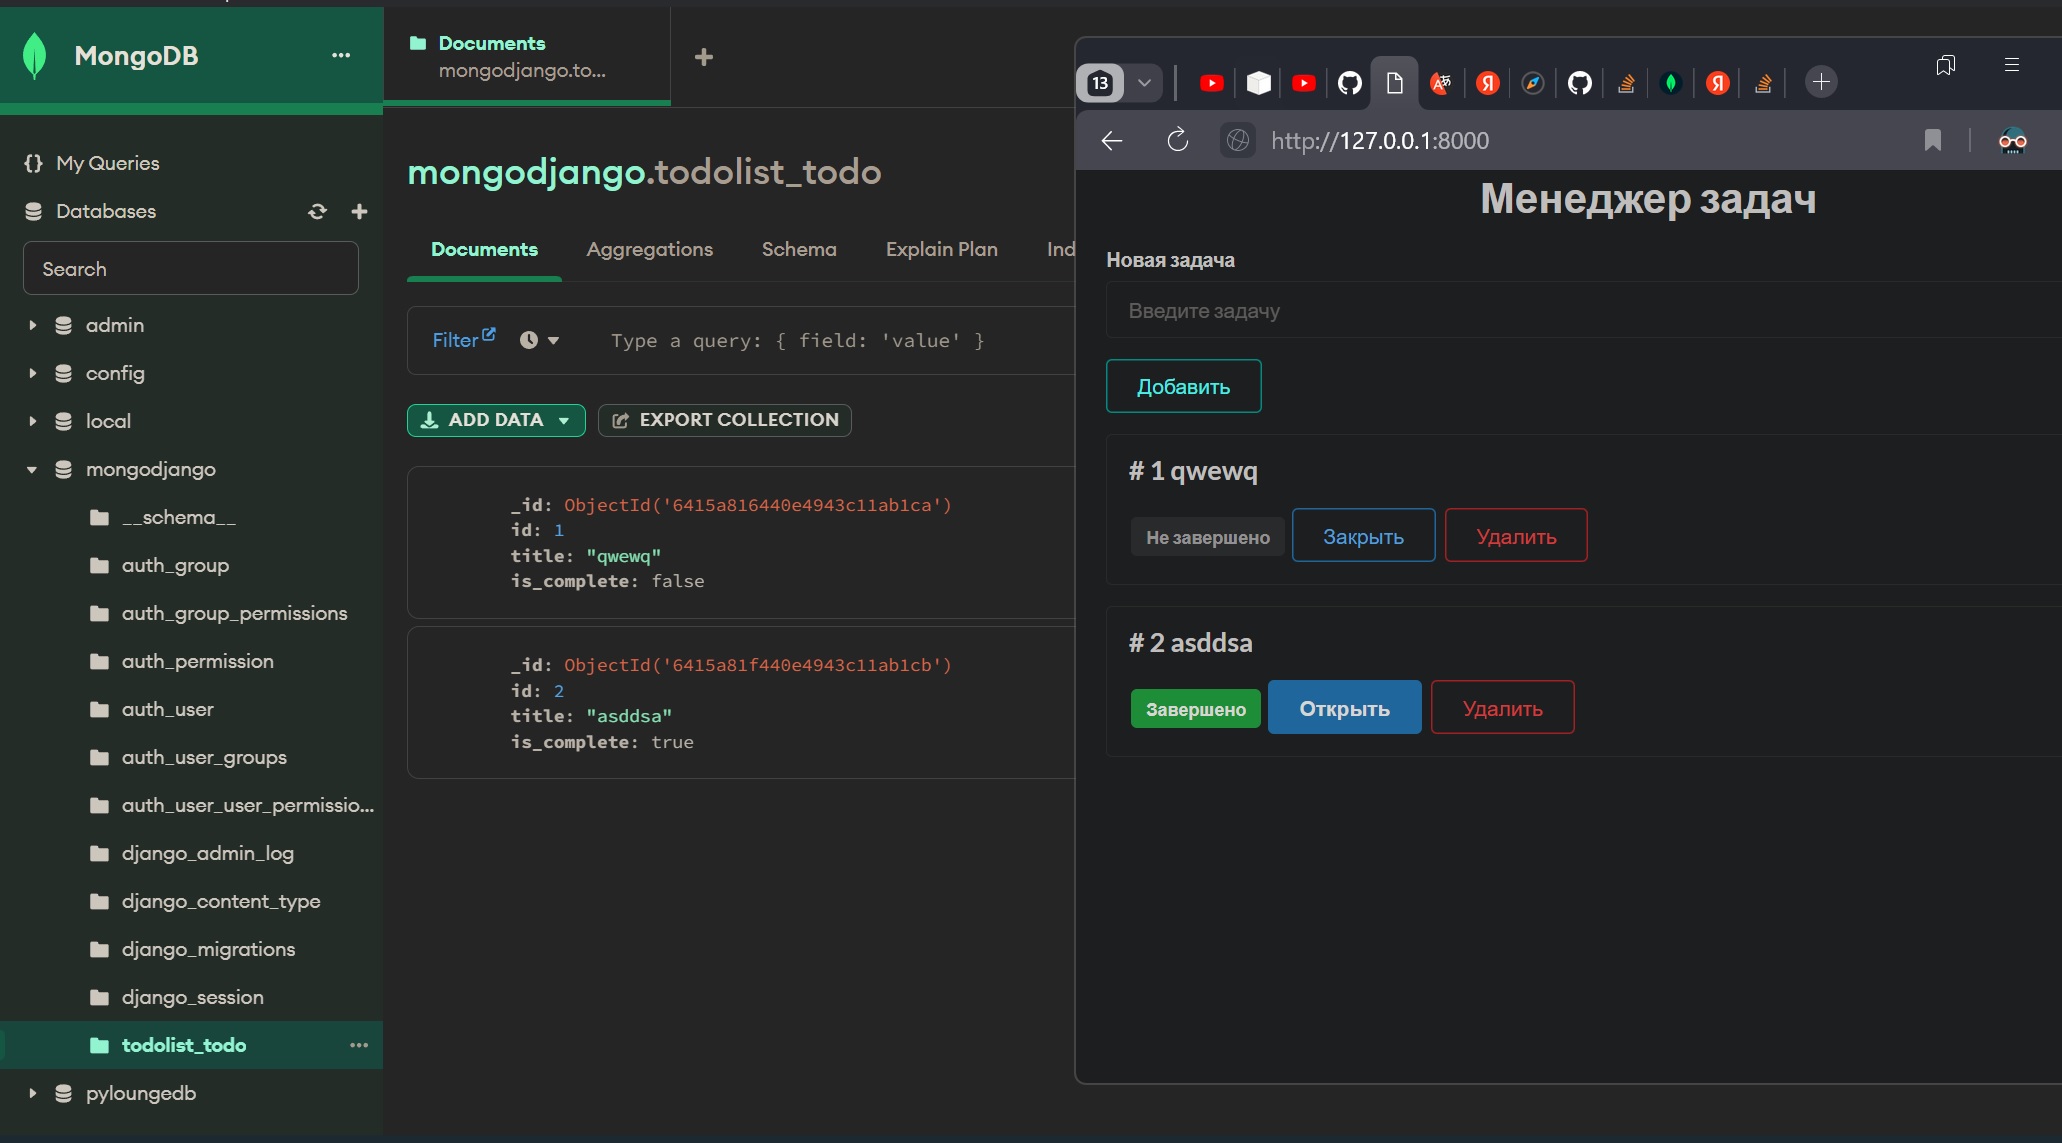 MongoDB
My Queries
Databases
Search
admin
config
local
mongodjango
__schema__
auth_group
auth_group_permissions
auth_permission
auth_user
auth_user_groups
auth_user_user_permissio...
django_admin_log
django_content_type
django_migrations
django_session
todolist_todo
pyloungedb
Documents
mongodjango.to...
mongodjango.todolist_todo
Documents Aggregations Schema Explain Plan Ind
Filter Type a query: { field: 'value' }
ADD DATA EXPORT COLLECTION
_id: ObjectId('6415a816440e4943c11ab1ca')
id: 1
title: "qwewq"
is_complete: false
_id: ObjectId('6415a81f440e4943c11ab1cb')
id: 2
title: "asddsa"
is_complete: true
13
http://127.0.0.1:8000
Менеджер задач
Новая задача
Введите задачу
Добавить
# 1 qwewq
Не завершено Закрыть Удалить
# 2 asddsa
Завершено Открыть Удалить